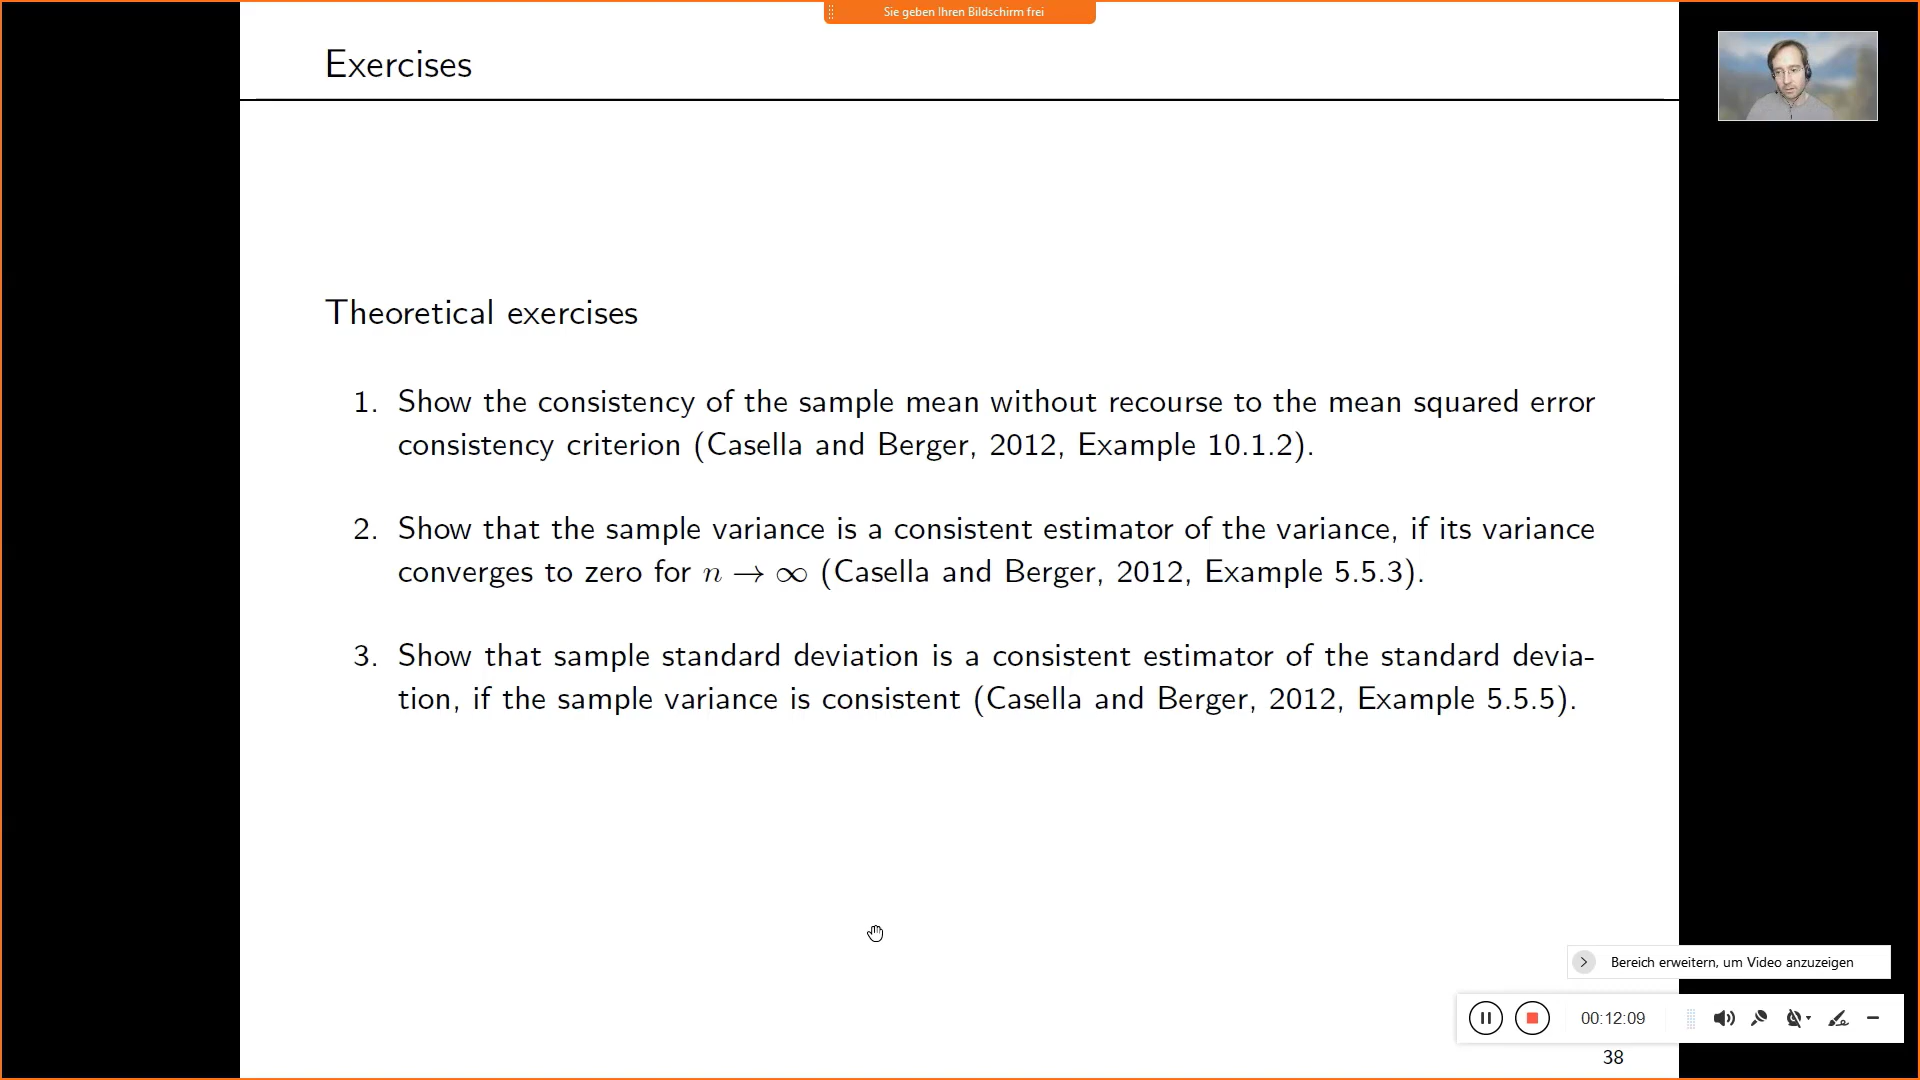 Sie geben Ihren Bildschirm frei
Exercises
Theoretical exercises
1. Show the consistency of the sample mean without recourse to the mean squared error
consistency criterion (Casella and Berger, 2012, Example 10.1.2).
2. Show that the sample variance is a consistent estimator of the variance, if its variance
converges to zero for n → ∞ (Casella and Berger, 2012, Example 5.5.3).
3. Show that sample standard deviation is a consistent estimator of the standard devia-
tion, if the sample variance is consistent (Casella and Berger, 2012, Example 5.5.5).
Bereich erweitern, um Video anzuzeigen
00:12:09
38